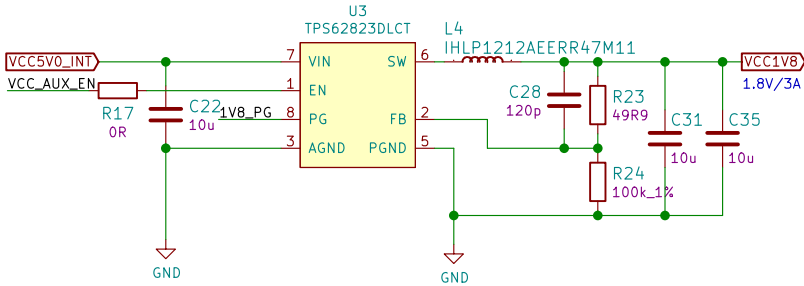 U3
TPS62823DLCT
L4
IHLP1212AEERR47M11
VCC5V0_INT
7
VIN
SW
6
VCC1V8
1.8V/3A
VCC_AUX_EN
1
EN
R17
0R
C22
10u
1V8_PG
8
PG
FB
2
C28
120p
R23
49R9
C31
10u
C35
10u
3
AGND
PGND
5
R24
100k_1%
GND
GND